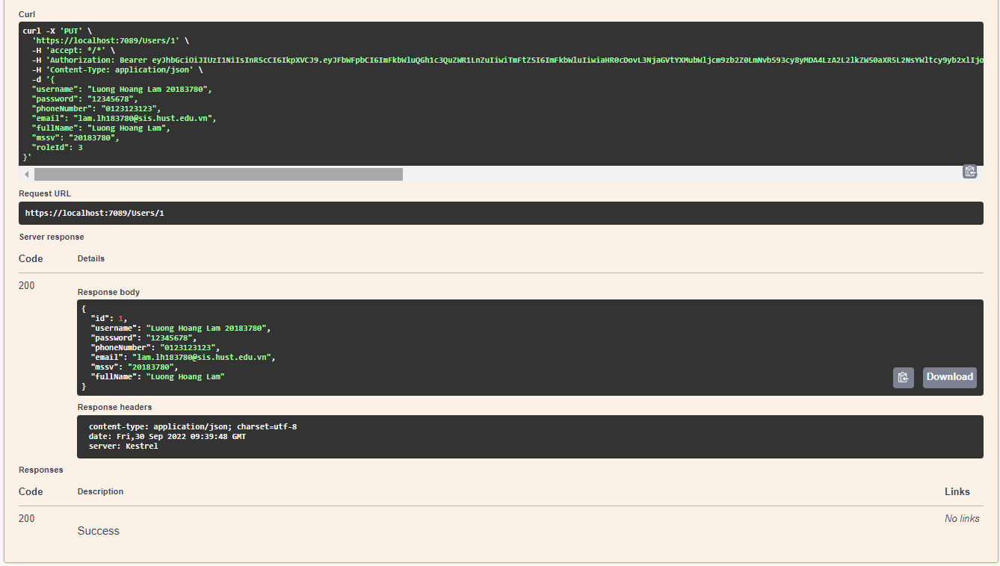 Curl
curl -X 'PUT' \
  'https://localhost:7089/Users/1' \
  -H 'accept: */*' \
  -H 'Authorization: Bearer eyJhbGciOiJIUzI1NiIsInR5cCI6IkpXVCJ9.eyJFbWFpbCI6ImFkbWluQGh1c3QuZWR1LnZuIiwiTmFtZSI6ImFkbWluIiwiaHR0cDovL3NjaGVtYXMubWljcm9zb2Z0LmNvbS93cy8yMDA4LzA2L2lkZW50aXR5L2NsYWltcy9yb2xlIjo
  -H 'Content-Type: application/json' \
  -d '{
  "username": "Luong Hoang Lam 20183780",
  "password": "12345678",
  "phoneNumber": "0123123123",
  "email": "lam.lh183780@sis.hust.edu.vn",
  "fullName": "Luong Hoang Lam",
  "mssv": "20183780",
  "roleId": 3
}'
Request URL
https://localhost:7089/Users/1
Server response
Code Details
200
Response body
{
  "id": 1,
  "username": "Luong Hoang Lam 20183780",
  "password": "12345678",
  "phoneNumber": "0123123123",
  "email": "lam.lh183780@sis.hust.edu.vn",
  "mssv": "20183780",
  "fullName": "Luong Hoang Lam"
}
Download
Response headers
content-type: application/json; charset=utf-8
date: Fri,30 Sep 2022 09:39:48 GMT
server: Kestrel
Responses
Code Description Links
200 No links
Success